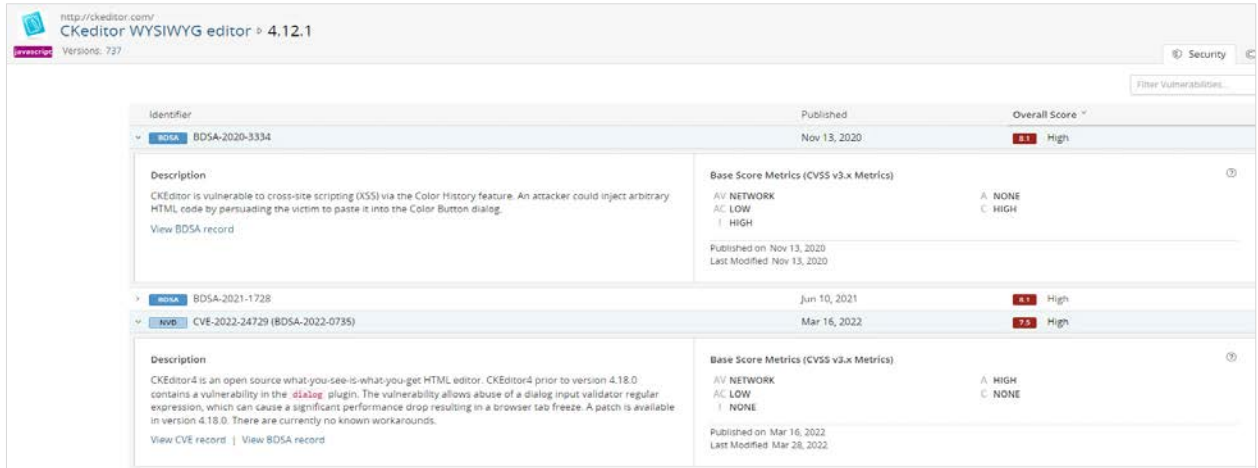 http://ckeditor.com/
CKeditor WYSIWYG editor ▹ 4.12.1
javascript Versions: 737
Security
Filter Vulnerabilities...
Identifier Published Overall Score
BDSA BDSA-2020-3334 Nov 13, 2020 8.1 High
Description
CKEditor is vulnerable to cross-site scripting (XSS) via the Color History feature. An attacker could inject arbitrary
HTML code by persuading the victim to paste it into the Color Button dialog.
View BDSA record
Base Score Metrics (CVSS v3.x Metrics)
AV NETWORK A NONE
AC LOW C HIGH
I HIGH
Published on Nov 13, 2020
Last Modified Nov 13, 2020
BDSA BDSA-2021-1728 Jun 10, 2021 8.1 High
NVD CVE-2022-24729 (BDSA-2022-0735) Mar 16, 2022 7.5 High
Description
CKEditor4 is an open source what-you-see-is-what-you-get HTML editor. CKEditor4 prior to version 4.18.0
contains a vulnerability in the dialog plugin. The vulnerability allows abuse of a dialog input validator regular
expression, which can cause a significant performance drop resulting in a browser tab freeze. A patch is available
in version 4.18.0. There are currently no known workarounds.
View CVE record | View BDSA record
Base Score Metrics (CVSS v3.x Metrics)
AV NETWORK A HIGH
AC LOW C NONE
I NONE
Published on Mar 16, 2022
Last Modified Mar 28, 2022